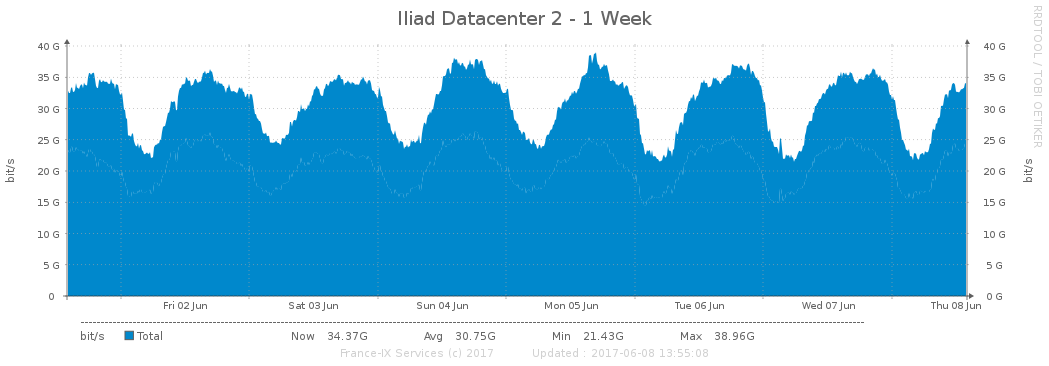 Iliad Datacenter 2 - 1 Week
RRDTOOL / TOBI OETIKER
40 G 40 G
35 G 35 G
30 G 30 G
25 G 25 G
20 G 20 G
15 G 15 G
10 G 10 G
5 G 5 G
0 0 G
bit/s
bit/s
Fri 02 Jun Sat 03 Jun Sun 04 Jun Mon 05 Jun Tue 06 Jun Wed 07 Jun Thu 08 Jun
bit/s Total Now 34.37G Avg 30.75G Min 21.43G Max 38.96G
France-IX Services (c) 2017 Updated : 2017-06-08 13:55:08